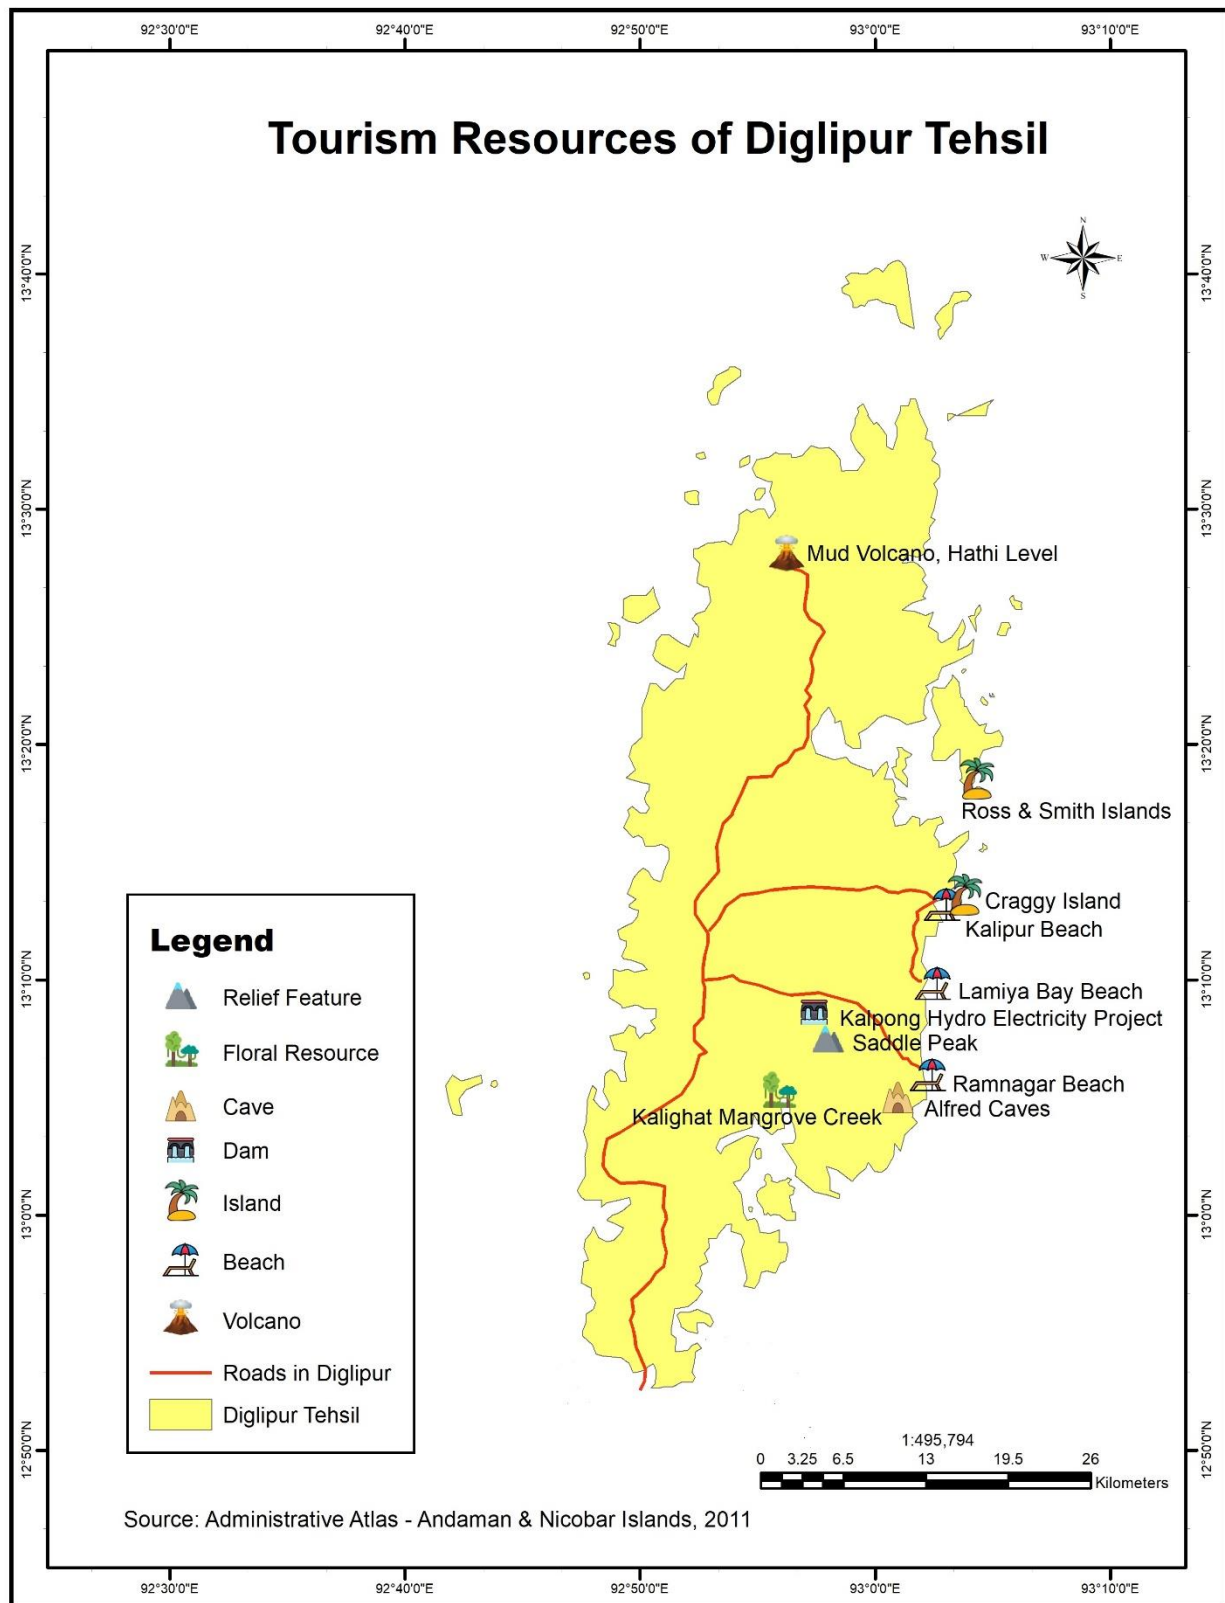 92°30'0"E 92°40'0"E 92°50'0"E 93°0'0"E 93°10'0"E
Tourism Resources of Diglipur Tehsil
N
W E
S
13°40'0"N 13°40'0"N
13°30'0"N 13°30'0"N
Mud Volcano, Hathi Level
13°20'0"N 13°20'0"N
Ross & Smith Islands
Craggy Island
Kalipur Beach
13°10'0"N 13°10'0"N
Lamiya Bay Beach
Kalpong Hydro Electricity Project
Saddle Peak
Ramnagar Beach
Alfred Caves
Kalighat Mangrove Creek
13°0'0"N 13°0'0"N
Legend
Relief Feature
Floral Resource
Cave
Dam
Island
Beach
Volcano
Roads in Diglipur
Diglipur Tehsil
12°50'0"N 12°50'0"N
1:495,794
0 3.25 6.5 13 19.5 26
Kilometers
Source: Administrative Atlas - Andaman & Nicobar Islands, 2011
92°30'0"E 92°40'0"E 92°50'0"E 93°0'0"E 93°10'0"E